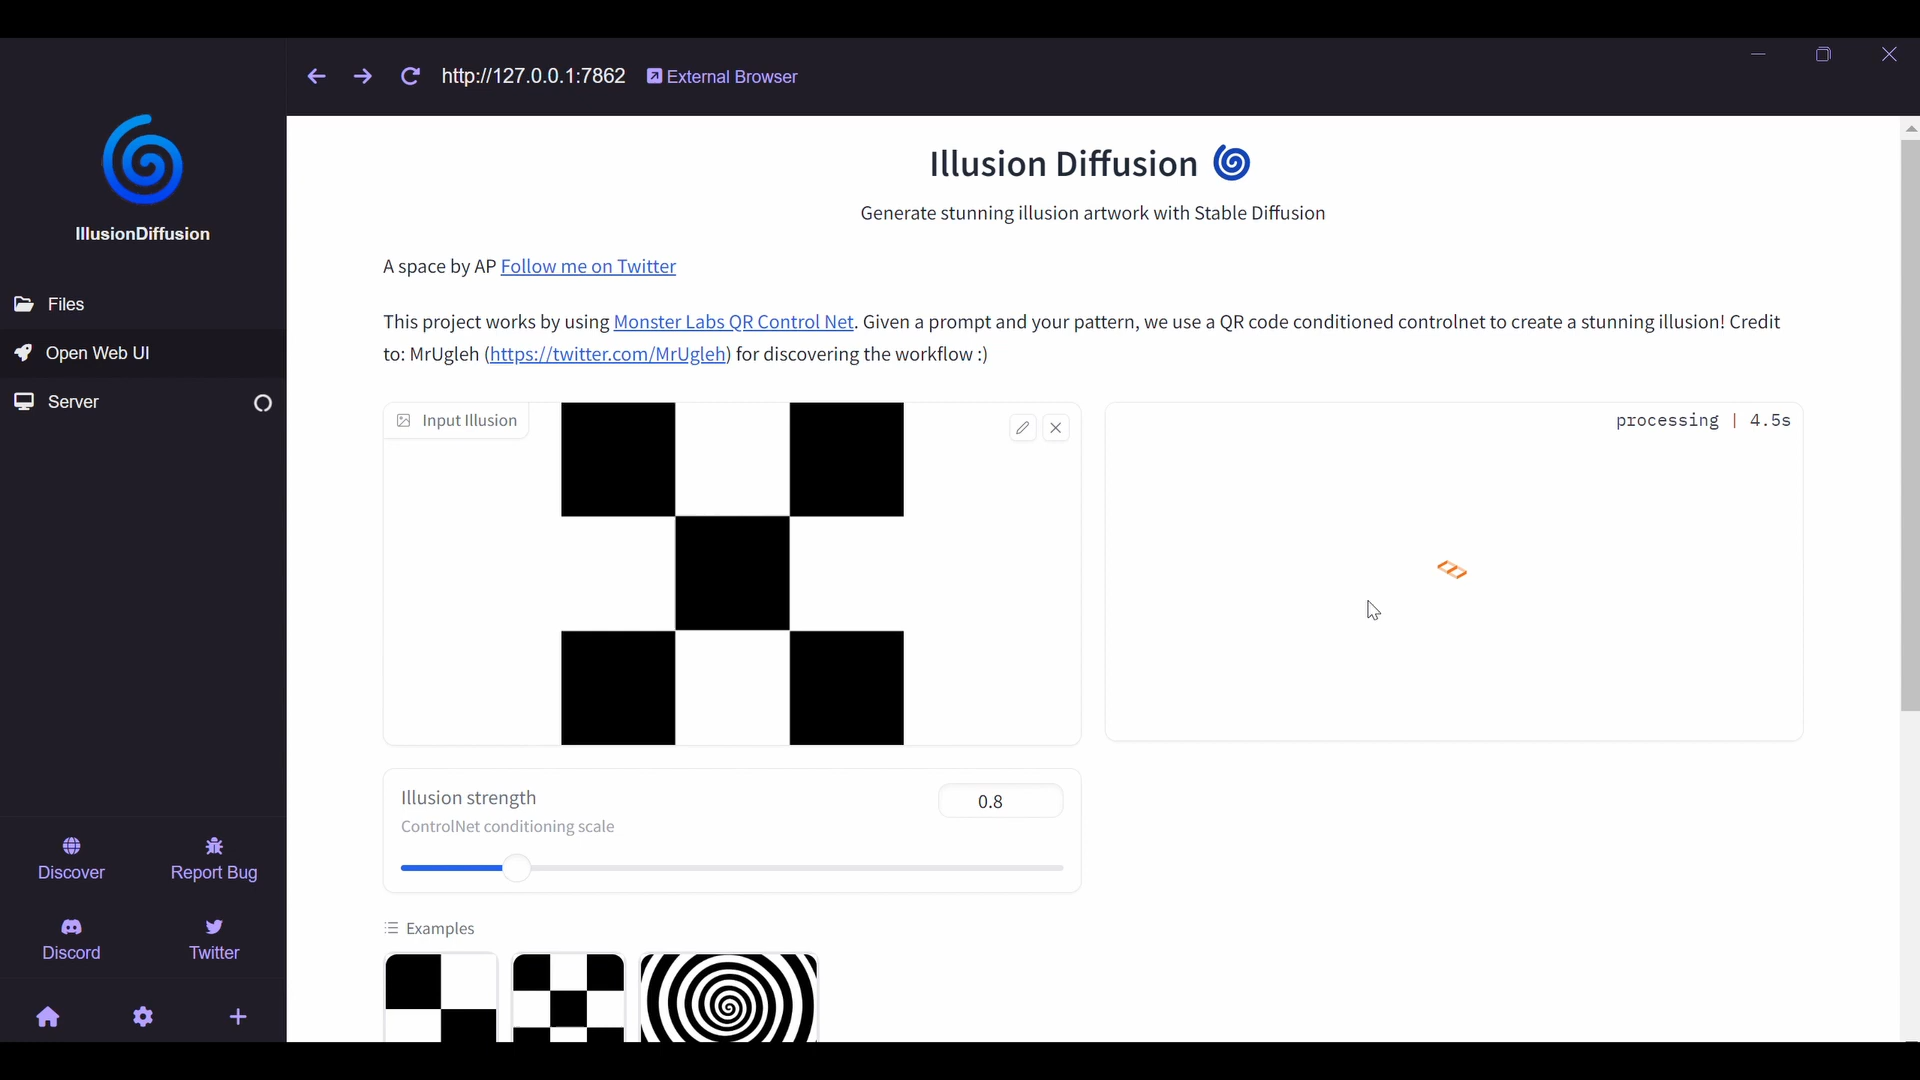 http://127.0.0.1:7862 External Browser
IllusionDiffusion
Files
Open Web UI
Server
Discover
Report Bug
Discord
Twitter
Illusion Diffusion
Generate stunning illusion artwork with Stable Diffusion
A space by AP Follow me on Twitter
This project works by using Monster Labs QR Control Net. Given a prompt and your pattern, we use a QR code conditioned controlnet to create a stunning illusion! Credit
to: MrUgleh (https://twitter.com/MrUgleh) for discovering the workflow :)
Input Illusion
processing | 4.5s
Illusion strength
0.8
ControlNet conditioning scale
Examples